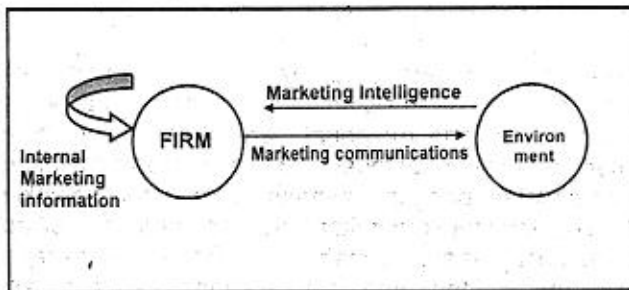 Marketing Intelligence
FIRM
Marketing communications
Environ
ment
Internal
Marketing
information